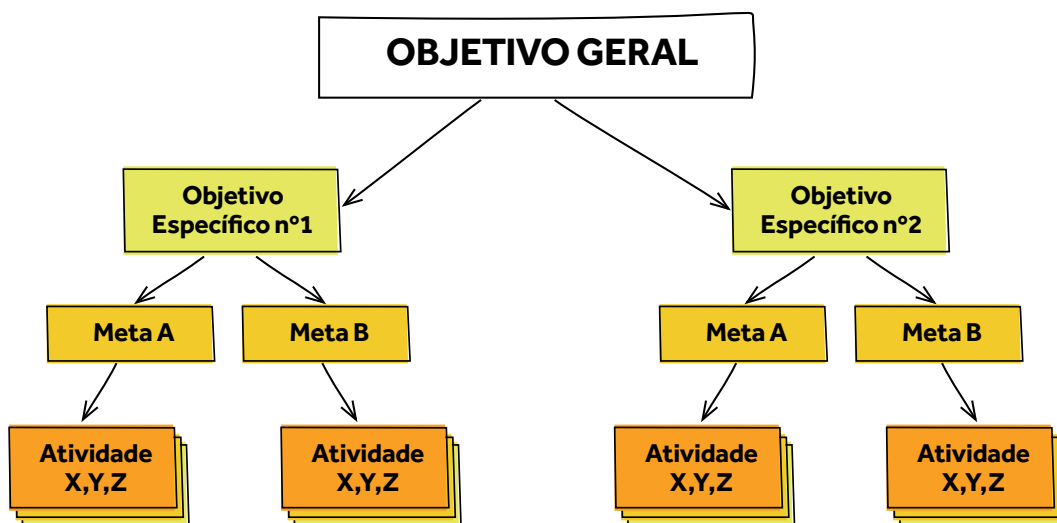 OBJETIVO GERAL
Objetivo
Específico nº1
Objetivo
Específico nº2
Meta A
Meta B
Meta A
Meta B
Atividade
X,Y,Z
Atividade
X,Y,Z
Atividade
X,Y,Z
Atividade
X,Y,Z